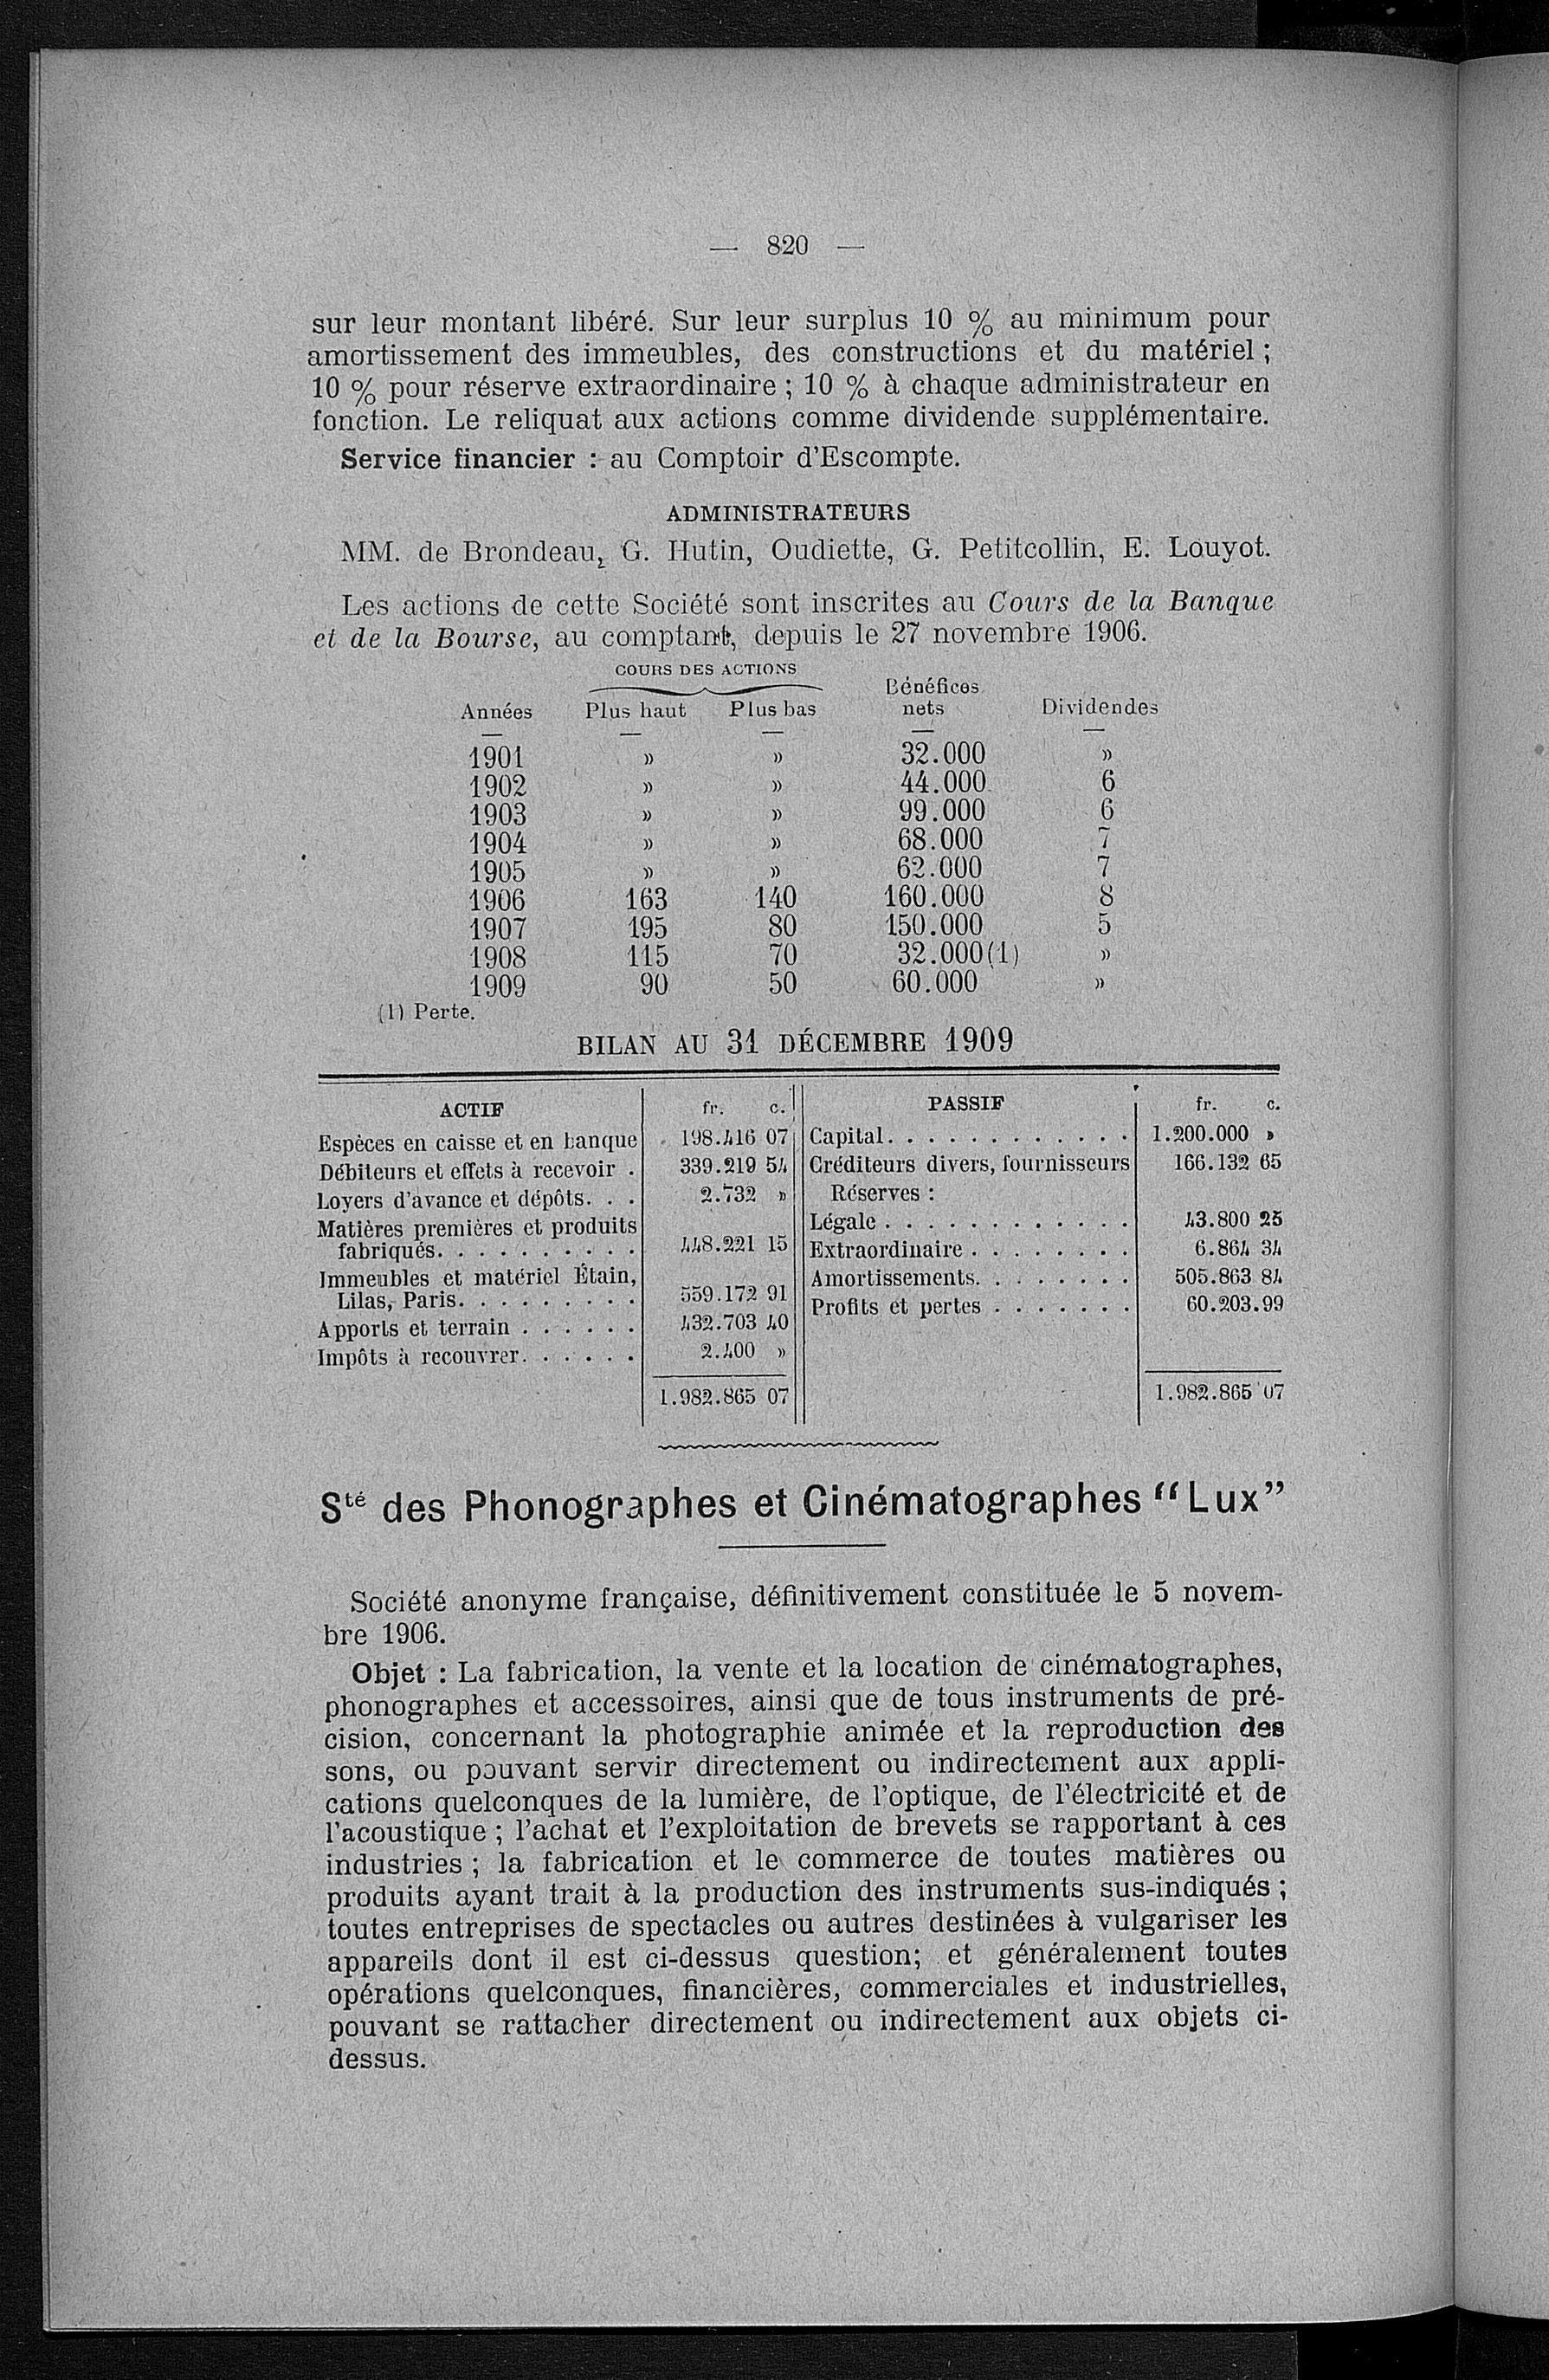 — 820 —
sur leur montant libéré. Sur leur surplus 10 % au minimum pour
amortissement des immeubles, des constructions et du matériel ;
10 % pour réserve extraordinaire ; 10 % à chaque administrateur en
fonction. Le reliquat aux actions comme dividende supplémentaire.
Service financier : au Comptoir d'Escompte.
ADMINISTRATEURS
MM. de Brondeau, G. Hutin, Oudiette, G. Petitcollin, E. Louyot.
Les actions de cette Société sont inscrites au Cours de la Banque
et de la Bourse, au comptant, depuis le 27 novembre 1906.
COURS DES ACTIONS
Années Plus haut Plus bas Bénéfices nets Dividendes
1901 » » 32.000 »
1902 » » 44.000 6
1903 » » 99.000 6
1904 » » 68.000 7
1905 » » 62.000 7
1906 163 140 160.000 8
1907 195 80 150.000 5
1908 115 70 32.000(1) »
1909 90 50 60.000 »
(1) Perte.
BILAN AU 31 DÉCEMBRE 1909
ACTIF fr. c.
Espèces en caisse et en banque 198.416 07
Débiteurs et effets à recevoir . 339.219 54
Loyers d'avance et dépôts. . . 2.732 »
Matières premières et produits
fabriqués. . . . . . . . . . 448.221 15
Immeubles et matériel Étain,
Lilas, Paris. . . . . . . . . 559.172 91
Apports et terrain . . . . . . 432.703 40
Impôts à recouvrer. . . . . . 2.400 »
1.982.865 07
PASSIF fr. c.
Capital. . . . . . . . . . . . 1.200.000 »
Créditeurs divers, fournisseurs 166.132 65
Réserves :
Légale . . . . . . . . . . . . 43.800 25
Extraordinaire . . . . . . . . 6.864 34
Amortissements. . . . . . . . 505.863 84
Profits et pertes . . . . . . . 60.203.99
1.982.865 07
Sté des Phonographes et Cinématographes "Lux"
Société anonyme française, définitivement constituée le 5 novem-
bre 1906.
Objet : La fabrication, la vente et la location de cinématographes,
phonographes et accessoires, ainsi que de tous instruments de pré-
cision, concernant la photographie animée et la reproduction des
sons, ou pouvant servir directement ou indirectement aux appli-
cations quelconques de la lumière, de l'optique, de l'électricité et de
l'acoustique ; l'achat et l'exploitation de brevets se rapportant à ces
industries ; la fabrication et le commerce de toutes matières ou
produits ayant trait à la production des instruments sus-indiqués ;
toutes entreprises de spectacles ou autres destinées à vulgariser les
appareils dont il est ci-dessus question; et généralement toutes
opérations quelconques, financières, commerciales et industrielles,
pouvant se rattacher directement ou indirectement aux objets ci-
dessus.